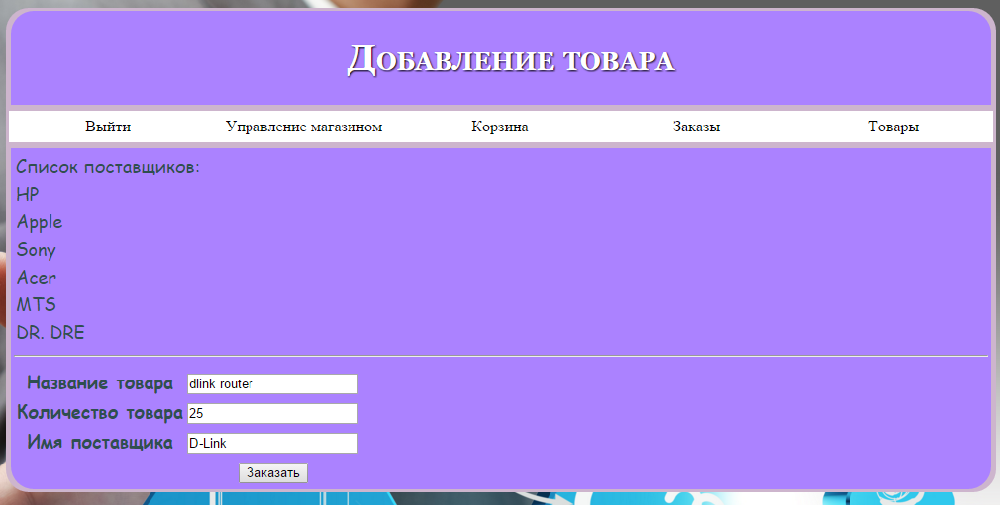 Добавление товара
Выйти Управление магазином Корзина Заказы Товары
Список поставщиков:
HP
Apple
Sony
Acer
MTS
DR. DRE
Название товара dlink router
Количество товара 25
Имя поставщика D-Link
Заказать